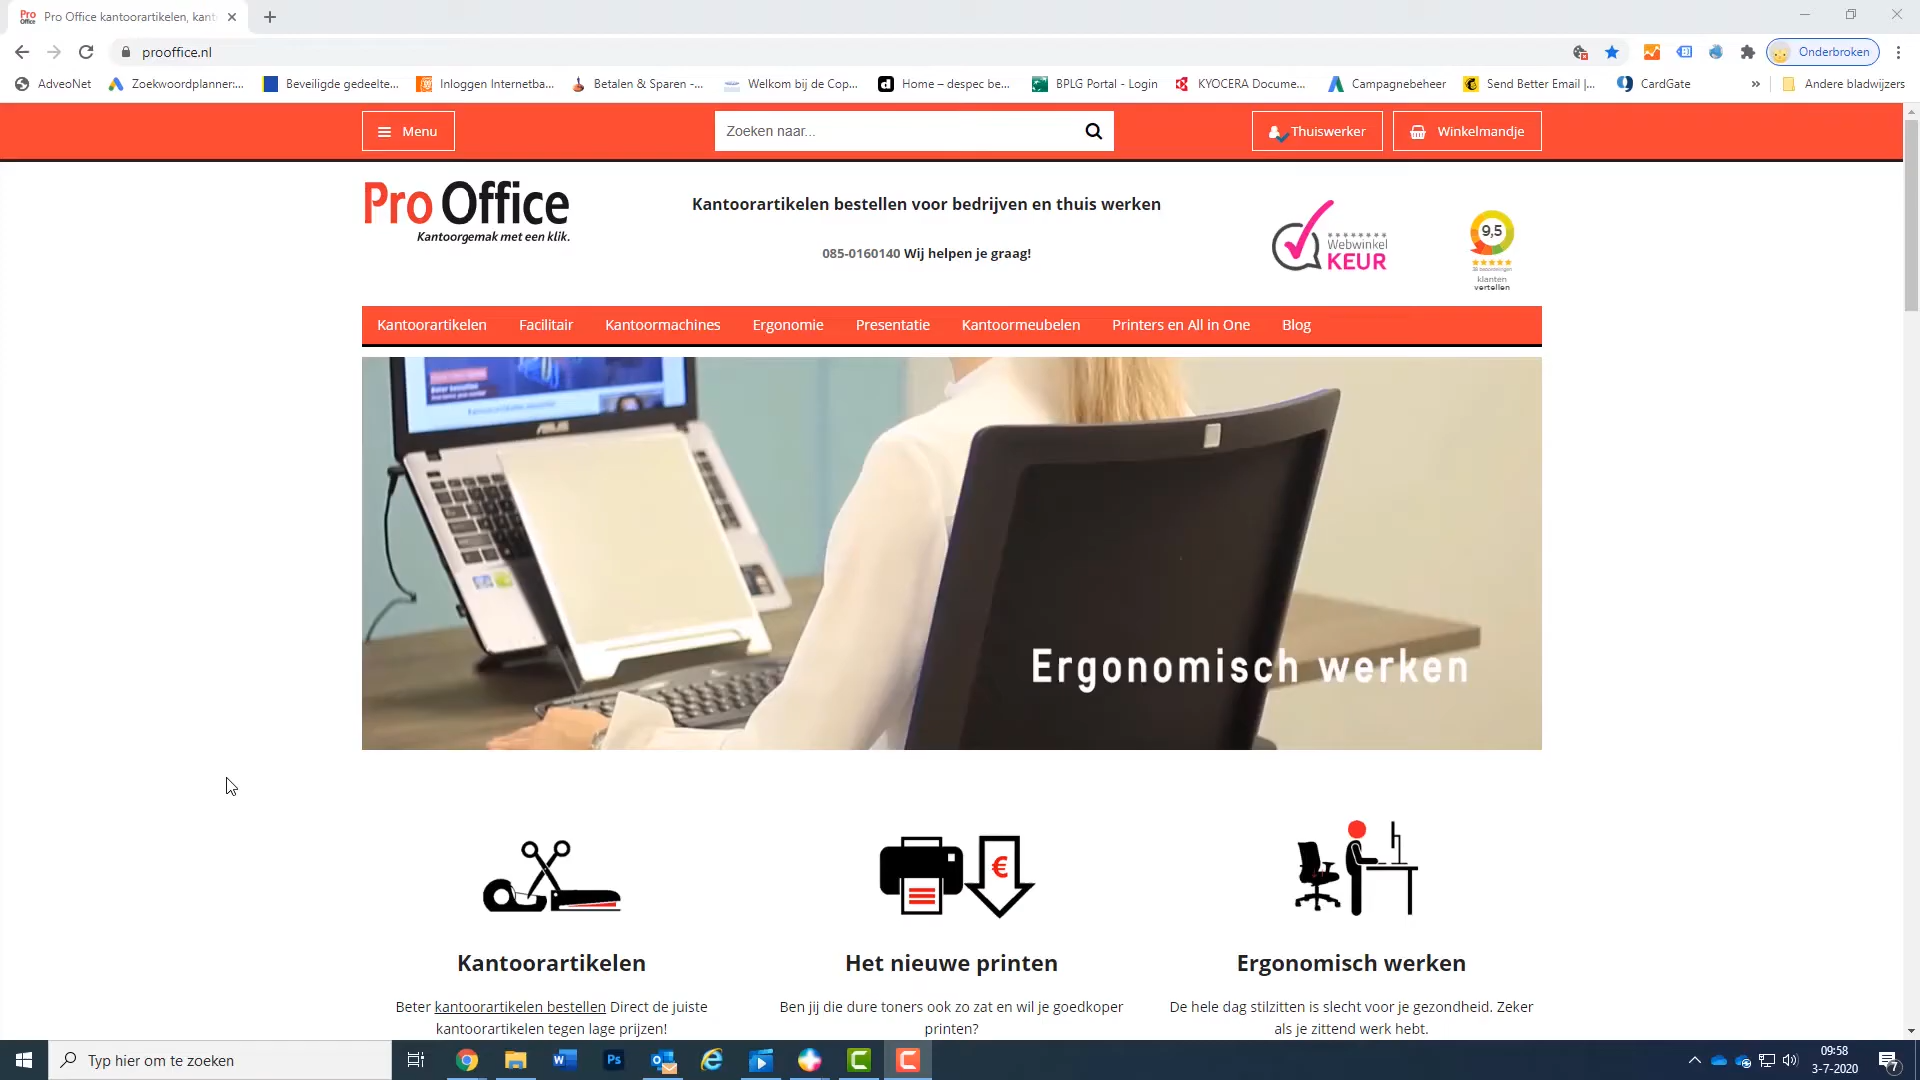 Pro Office kantoorartikelen, kant
prooffice.nl
Onderbroken
AdveoNet
Zoekwoordplanner:...
Beveiligde gedeelte...
Inloggen Internetba...
Betalen & Sparen -...
Welkom bij de Cop...
Home – despec be...
BPLG Portal - Login
KYOCERA Docume...
Campagnebeheer
Send Better Email |...
CardGate
»
Andere bladwijzers
Menu
Zoeken naar...
Thuiswerker
Winkelmandje
Pro Office
Kantoorgemak met een klik.
Kantoorartikelen bestellen voor bedrijven en thuis werken
085-0160140 Wij helpen je graag!
Webwinkel
KEUR
9,5
klanten
vertellen
Kantoorartikelen
Facilitair
Kantoormachines
Ergonomie
Presentatie
Kantoormeubelen
Printers en All in One
Blog
ASUS
Ergonomisch werken
€
Kantoorartikelen
Het nieuwe printen
Ergonomisch werken
Beter kantoorartikelen bestellen Direct de juiste
kantoorartikelen tegen lage prijzen!
Ben jij die dure toners ook zo zat en wil je goedkoper
printen?
De hele dag stilzitten is slecht voor je gezondheid. Zeker
als je zittend werk hebt.
Typ hier om te zoeken
09:58
3-7-2020
7